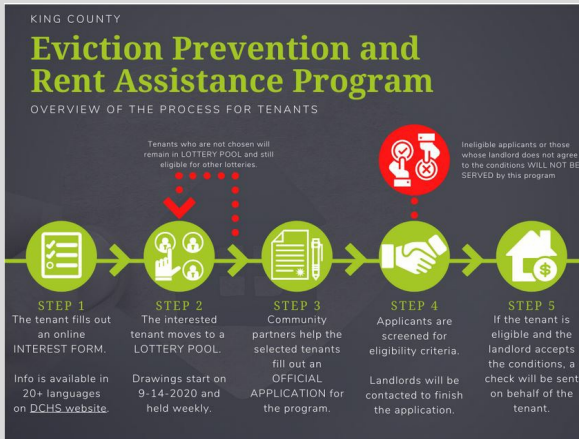 KING COUNTY
Eviction Prevention and
Rent Assistance Program
OVERVIEW OF THE PROCESS FOR TENANTS
Tenants who are not chosen will
remain in LOTTERY POOL and still
eligible for other lotteries.
Ineligible applicants or those
whose landlord does not agree
to the conditions WILL NOT BE
SERVED by this program
STEP 1
The tenant fills out
an online
INTEREST FORM.
Info is available in
20+ languages
on DCHS website.
STEP 2
The interested
tenant moves to a
LOTTERY POOL.
Drawings start on
9-14-2020 and
held weekly.
STEP 3
Community
partners help the
selected tenants
fill out an
OFFICIAL
APPLICATION for
the program.
STEP 4
Applicants are
screened for
eligibility criteria.
Landlords will be
contacted to finish
the application.
STEP 5
If the tenant is
eligible and the
landlord accepts
the conditions, a
check will be sent
on behalf of the
tenant.